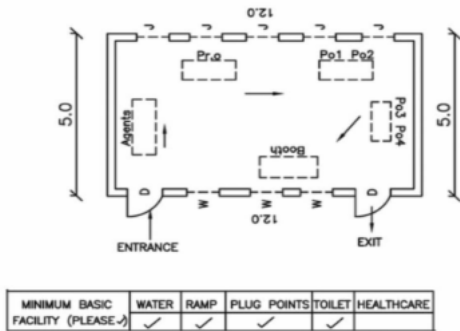 12.0
Pr.o
Po1 Po2
5.0
5.0
Agents
Po3 Po4
Booth
D
W
W
W
D
12.0
ENTRANCE
EXIT
MINIMUM BASIC FACILITY (PLEASE ✓) WATER RAMP PLUG POINTS TOILET HEALTHCARE
✓ ✓ ✓ ✓